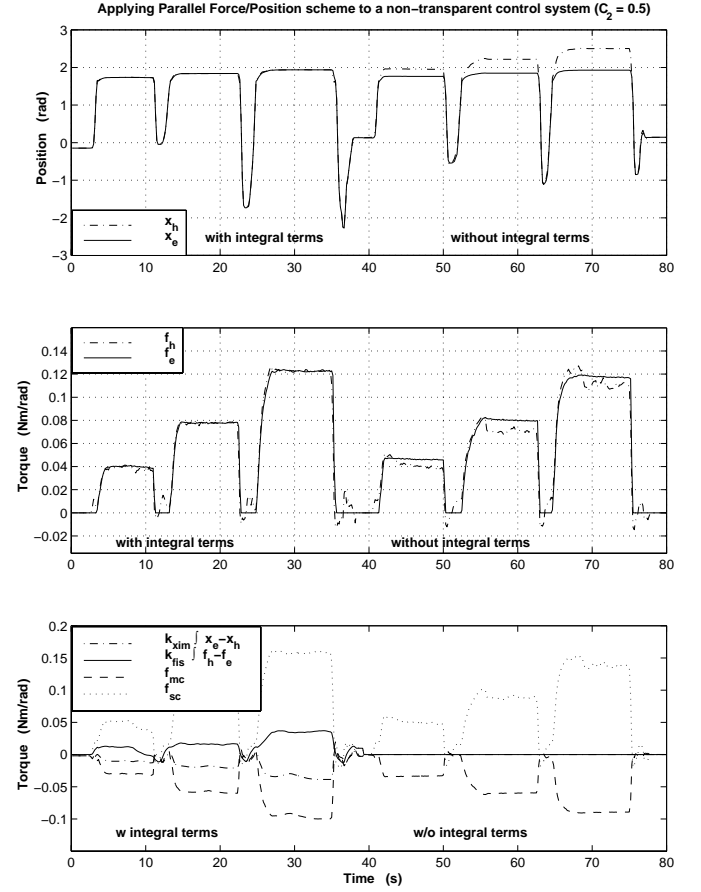 Applying Parallel Force/Position scheme to a non−transparent control system (C2 = 0.5)
3
2
1
0
−1
−2
−3
Position (rad)
xh
xe
with integral terms
without integral terms
0 10 20 30 40 50 60 70 80
0.14
0.12
0.1
0.08
0.06
0.04
0.02
0
−0.02
Torque (Nm/rad)
fh
fe
with integral terms
without integral terms
0 10 20 30 40 50 60 70 80
0.2
0.15
0.1
0.05
0
−0.05
−0.1
Torque (Nm/rad)
kxim ∫ xe−xh
kfis ∫ fh−fe
fmc
fsc
w integral terms
w/o integral terms
0 10 20 30 40 50 60 70 80
Time (s)